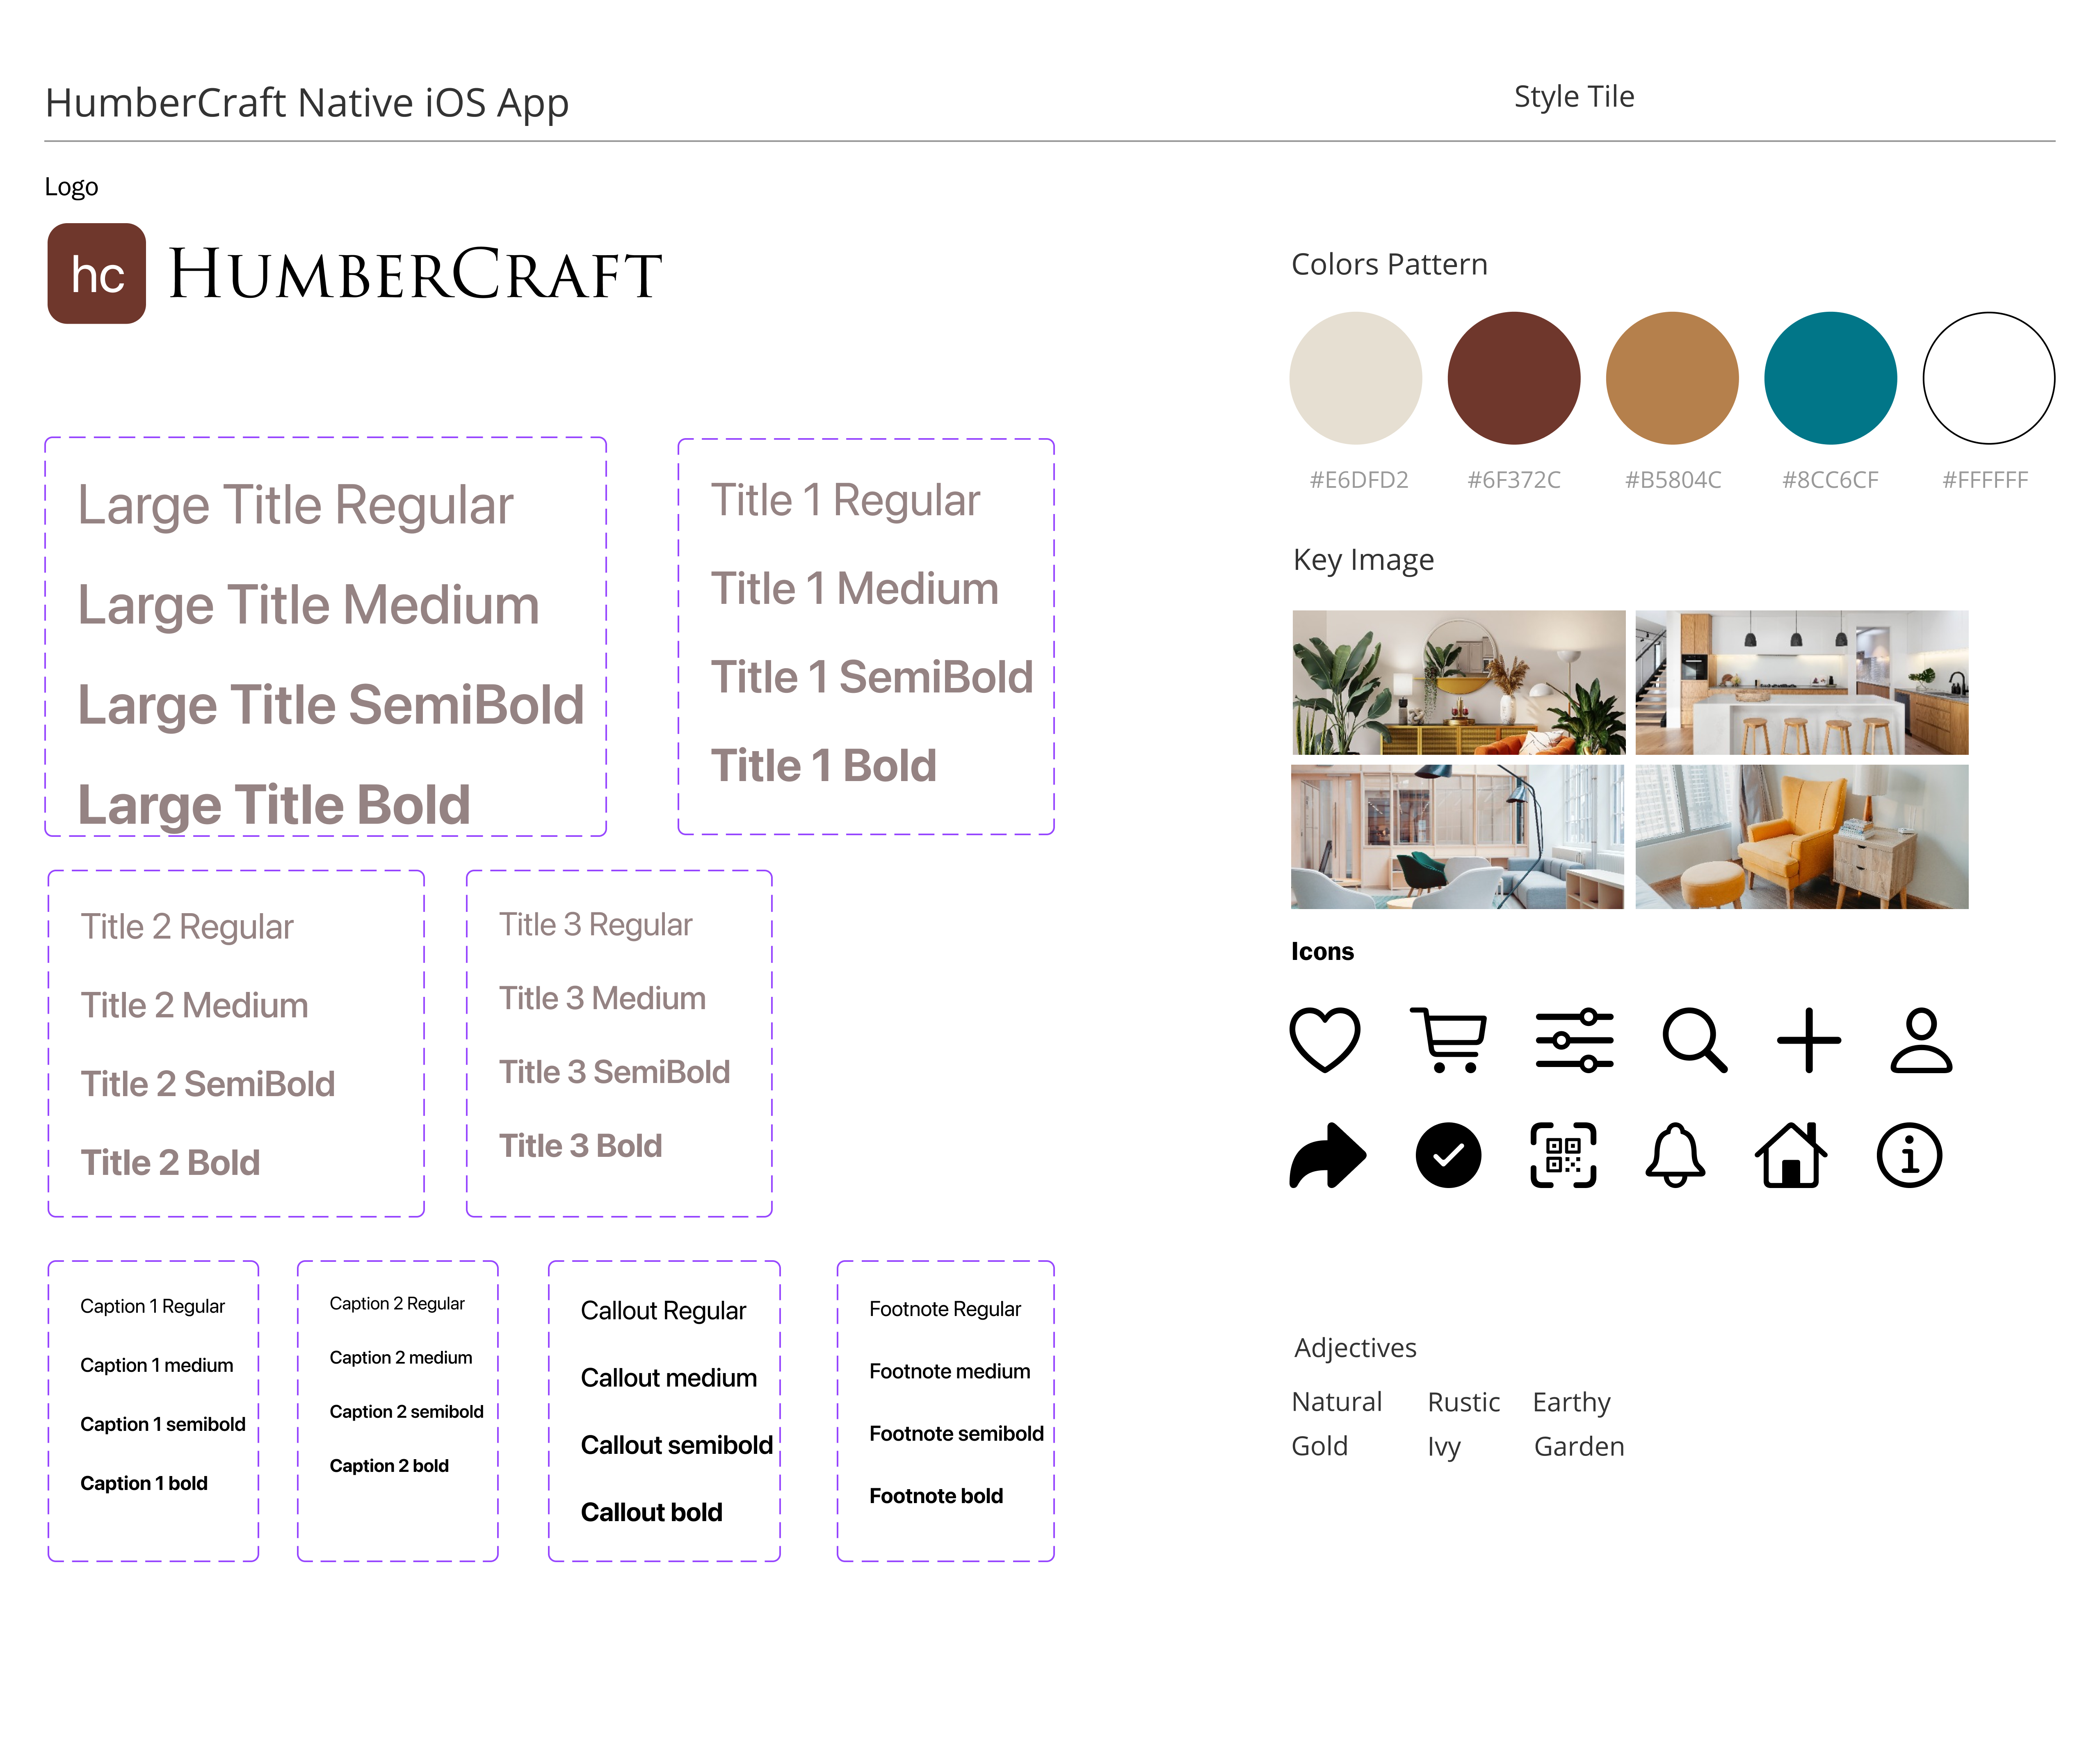 HumberCraft Native iOS App
Style Tile
Logo
hc
HUMBERCRAFT
Large Title Regular
Large Title Medium
Large Title SemiBold
Large Title Bold
Title 1 Regular
Title 1 Medium
Title 1 SemiBold
Title 1 Bold
Title 2 Regular
Title 2 Medium
Title 2 SemiBold
Title 2 Bold
Title 3 Regular
Title 3 Medium
Title 3 SemiBold
Title 3 Bold
Caption 1 Regular
Caption 1 medium
Caption 1 semibold
Caption 1 bold
Caption 2 Regular
Caption 2 medium
Caption 2 semibold
Caption 2 bold
Callout Regular
Callout medium
Callout semibold
Callout bold
Footnote Regular
Footnote medium
Footnote semibold
Footnote bold
Colors Pattern
#E6DFD2 #6F372C #B5804C #8CC6CF #FFFFFF
Key Image
Icons
Adjectives
Natural Rustic Earthy
Gold Ivy Garden